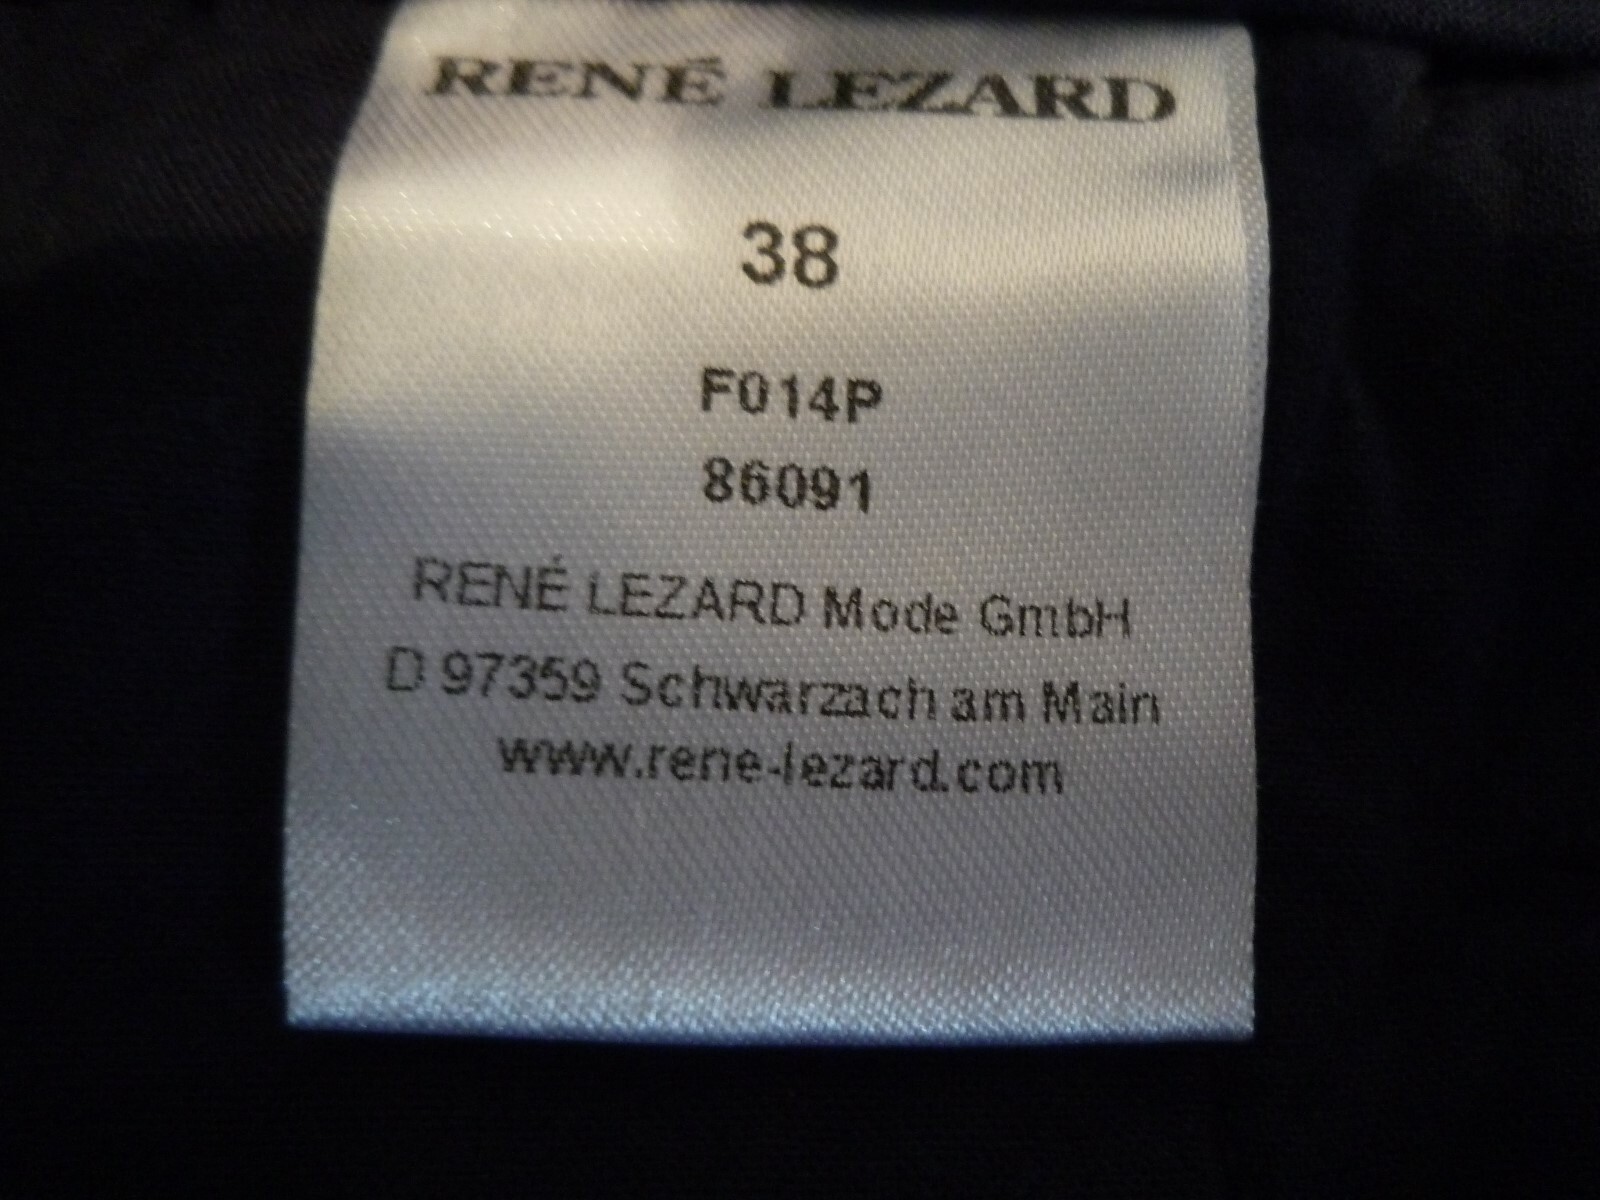 RENÉ LEZARD
38
F014P
86091
RENÉ LEZARD Mode GmbH
D 97359 Schwarzach am Main
www.rene-lezard.com